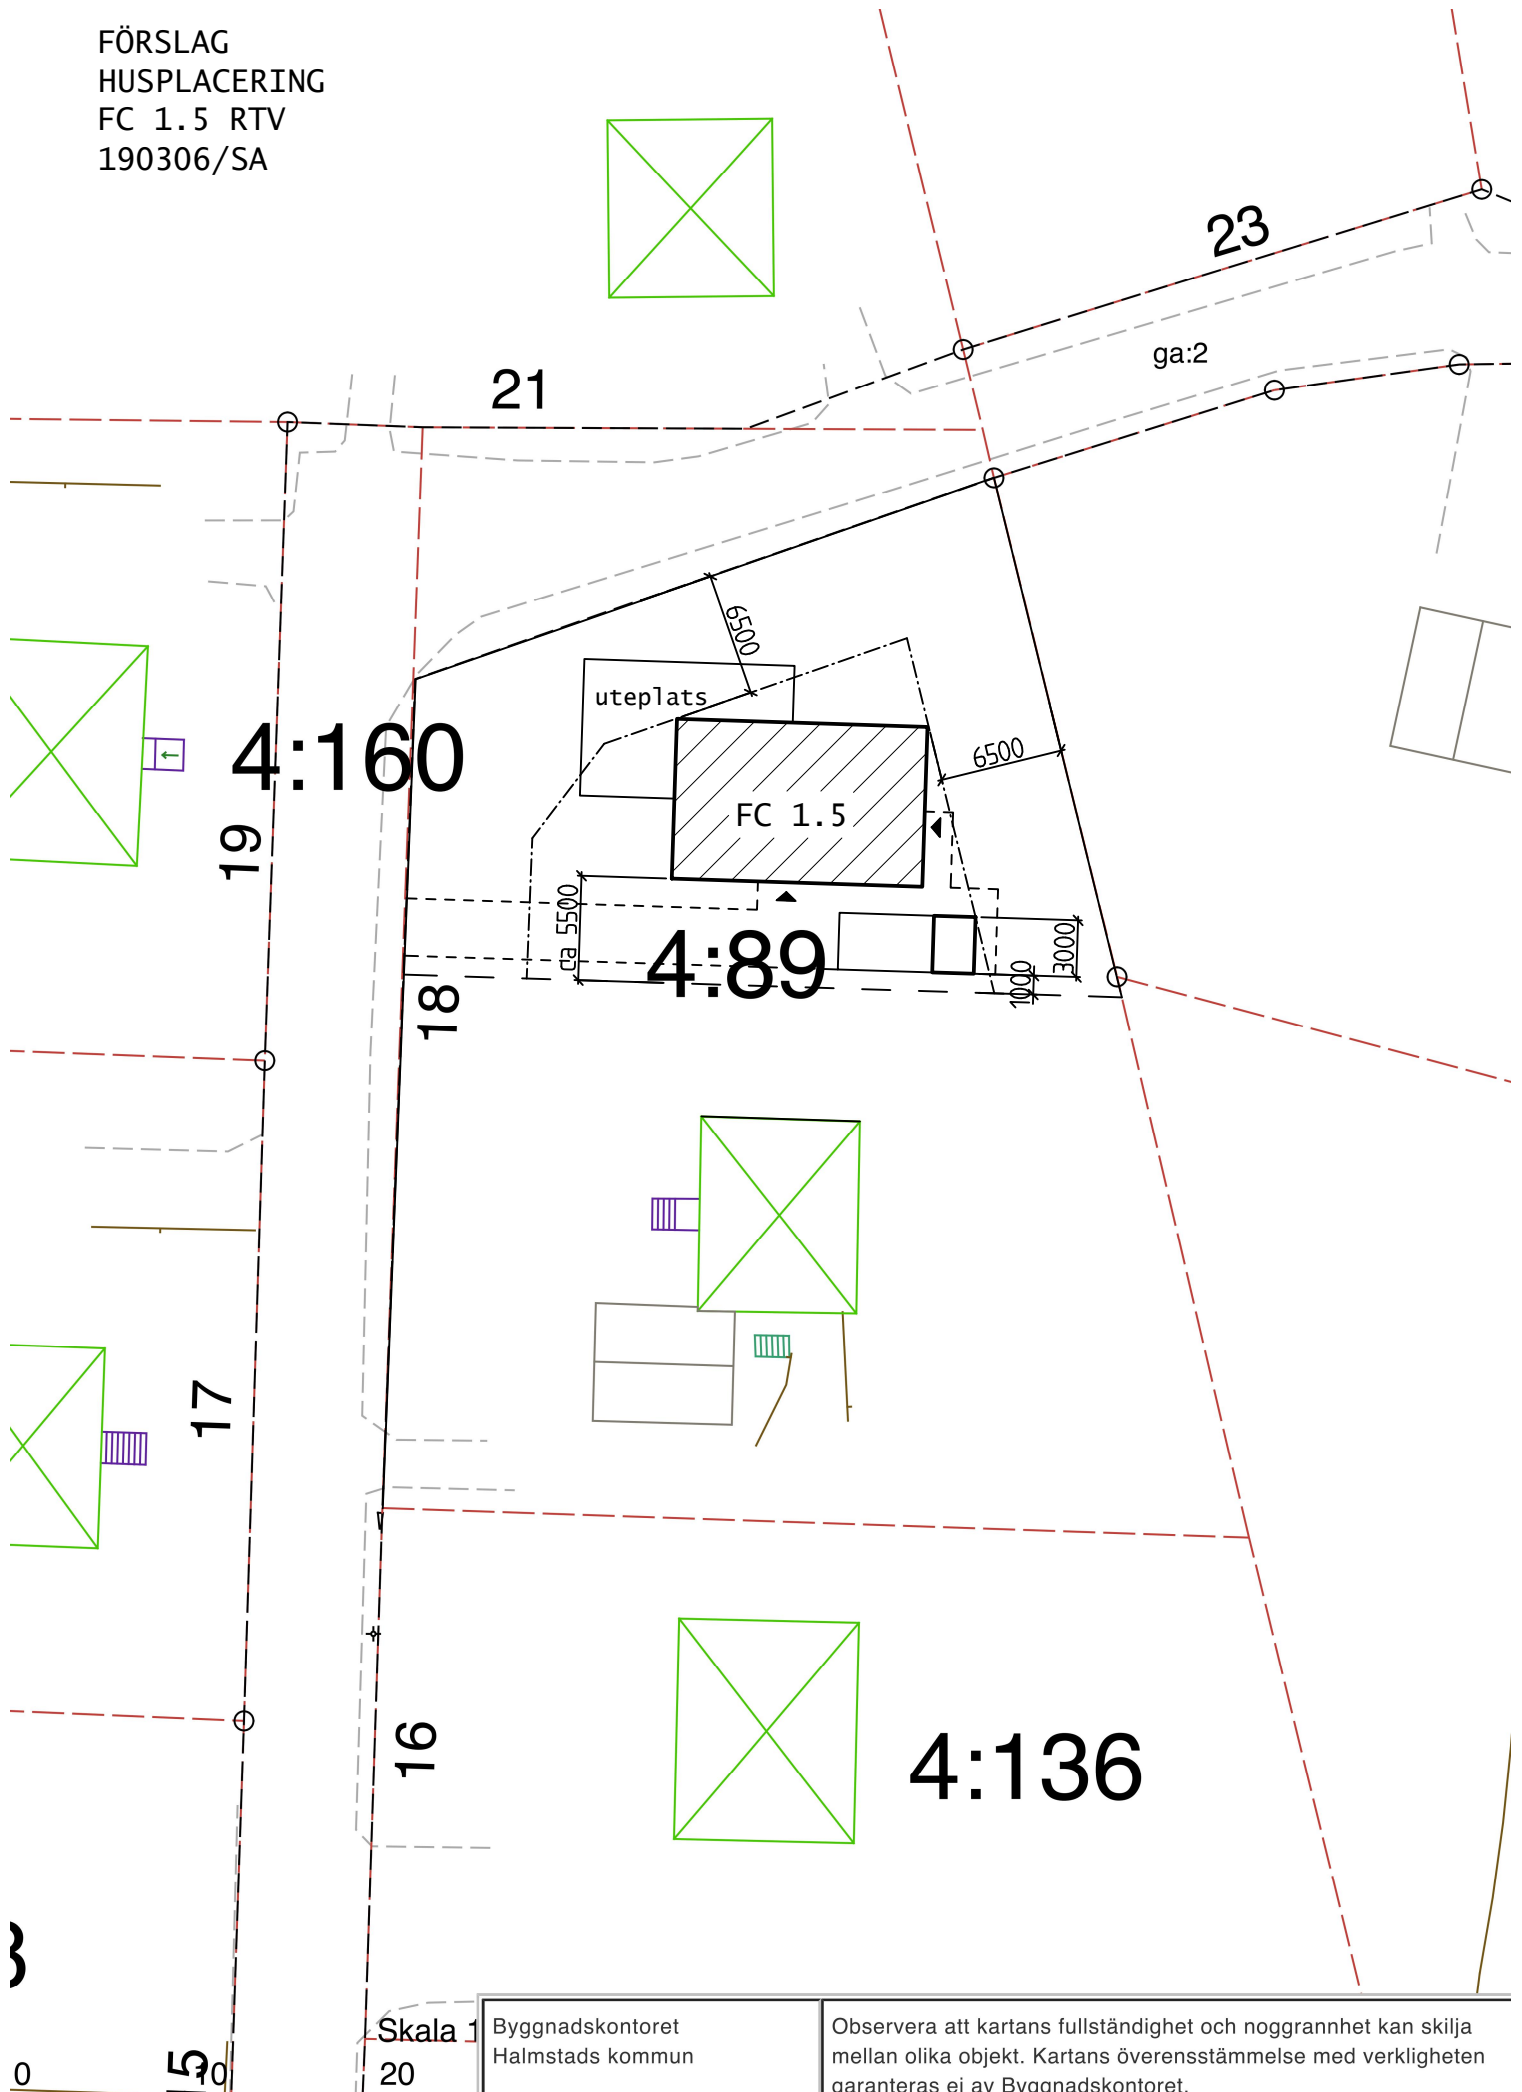 FÖRSLAG
HUSPLACERING
FC 1.5 RTV
190306/SA
23
ga:2
21
6500
uteplats
4:160
6500
FC 1.5
19
ca 5500
4:89
3000
1000
18
17
16
4:136
Skala
Byggnadskontoret
Halmstads kommun
Observera att kartans fullständighet och noggrannhet kan skilja
mellan olika objekt. Kartans överensstämmelse med verkligheten
garanteras ej av Byggnadskontoret.
0
10
20